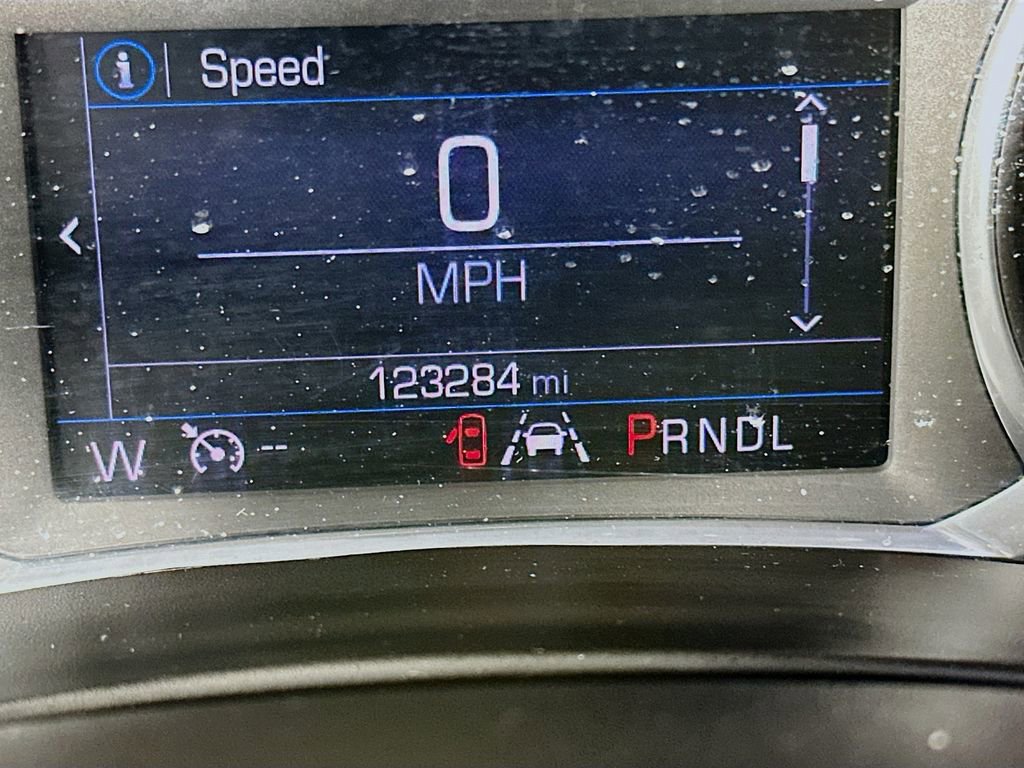 i Speed
0
MPH
123284 mi
W -- PRNDL